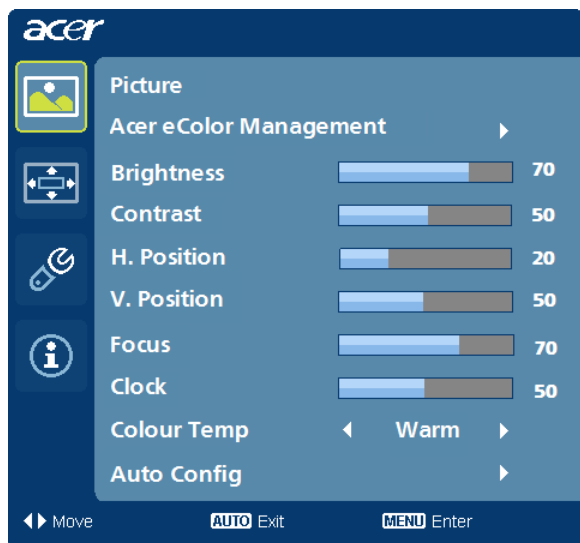 acer
Picture
Acer eColor Management
Brightness 70
Contrast 50
H. Position 20
V. Position 50
Focus 70
Clock 50
Colour Temp Warm
Auto Config
Move AUTO Exit MENU Enter